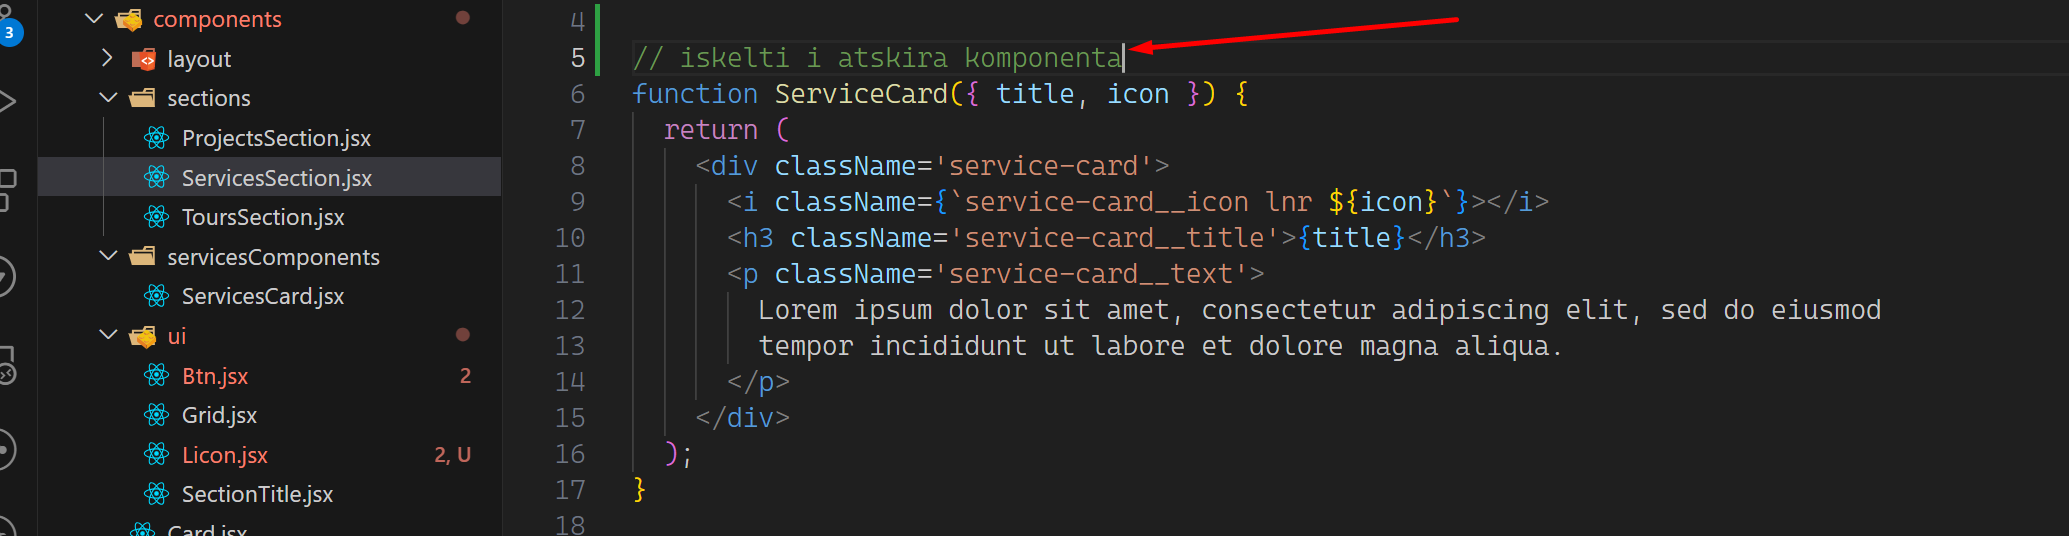 components
layout
sections
ProjectsSection.jsx
ServicesSection.jsx
ToursSection.jsx
servicesComponents
ServicesCard.jsx
ui
Btn.jsx 2
Grid.jsx
Licon.jsx 2, U
SectionTitle.jsx
Card.jsx
3
4
5 // iskelti i atskira komponenta
6 function ServiceCard({ title, icon }) {
7 return (
8 <div className='service-card'>
9 <i className={`service-card__icon lnr ${icon}`}></i>
10 <h3 className='service-card__title'>{title}</h3>
11 <p className='service-card__text'>
12 Lorem ipsum dolor sit amet, consectetur adipiscing elit, sed do eiusmod
13 tempor incididunt ut labore et dolore magna aliqua.
14 </p>
15 </div>
16 );
17 }
18